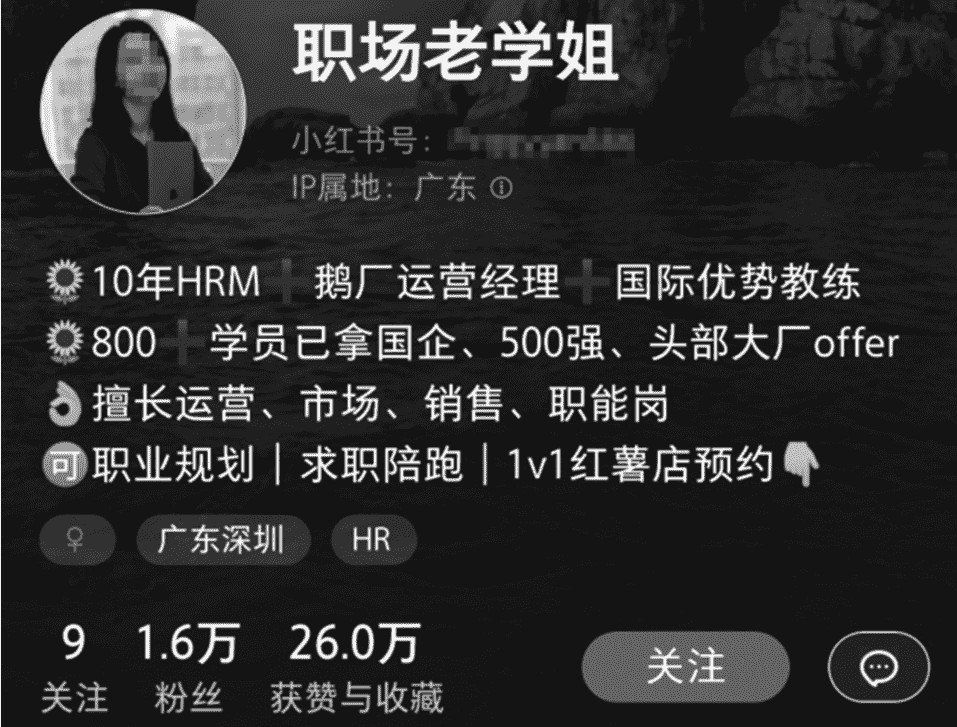 职场老学姐
小红书号：
IP属地：广东
10年HRM➕鹅厂运营经理➕国际优势教练
800➕学员已拿国企、500强、头部大厂offer
👌擅长运营、市场、销售、职能岗
🉑职业规划｜求职陪跑｜1v1红薯店预约👇
♀ 广东深圳 HR
9 1.6万 26.0万
关注 粉丝 获赞与收藏
关注